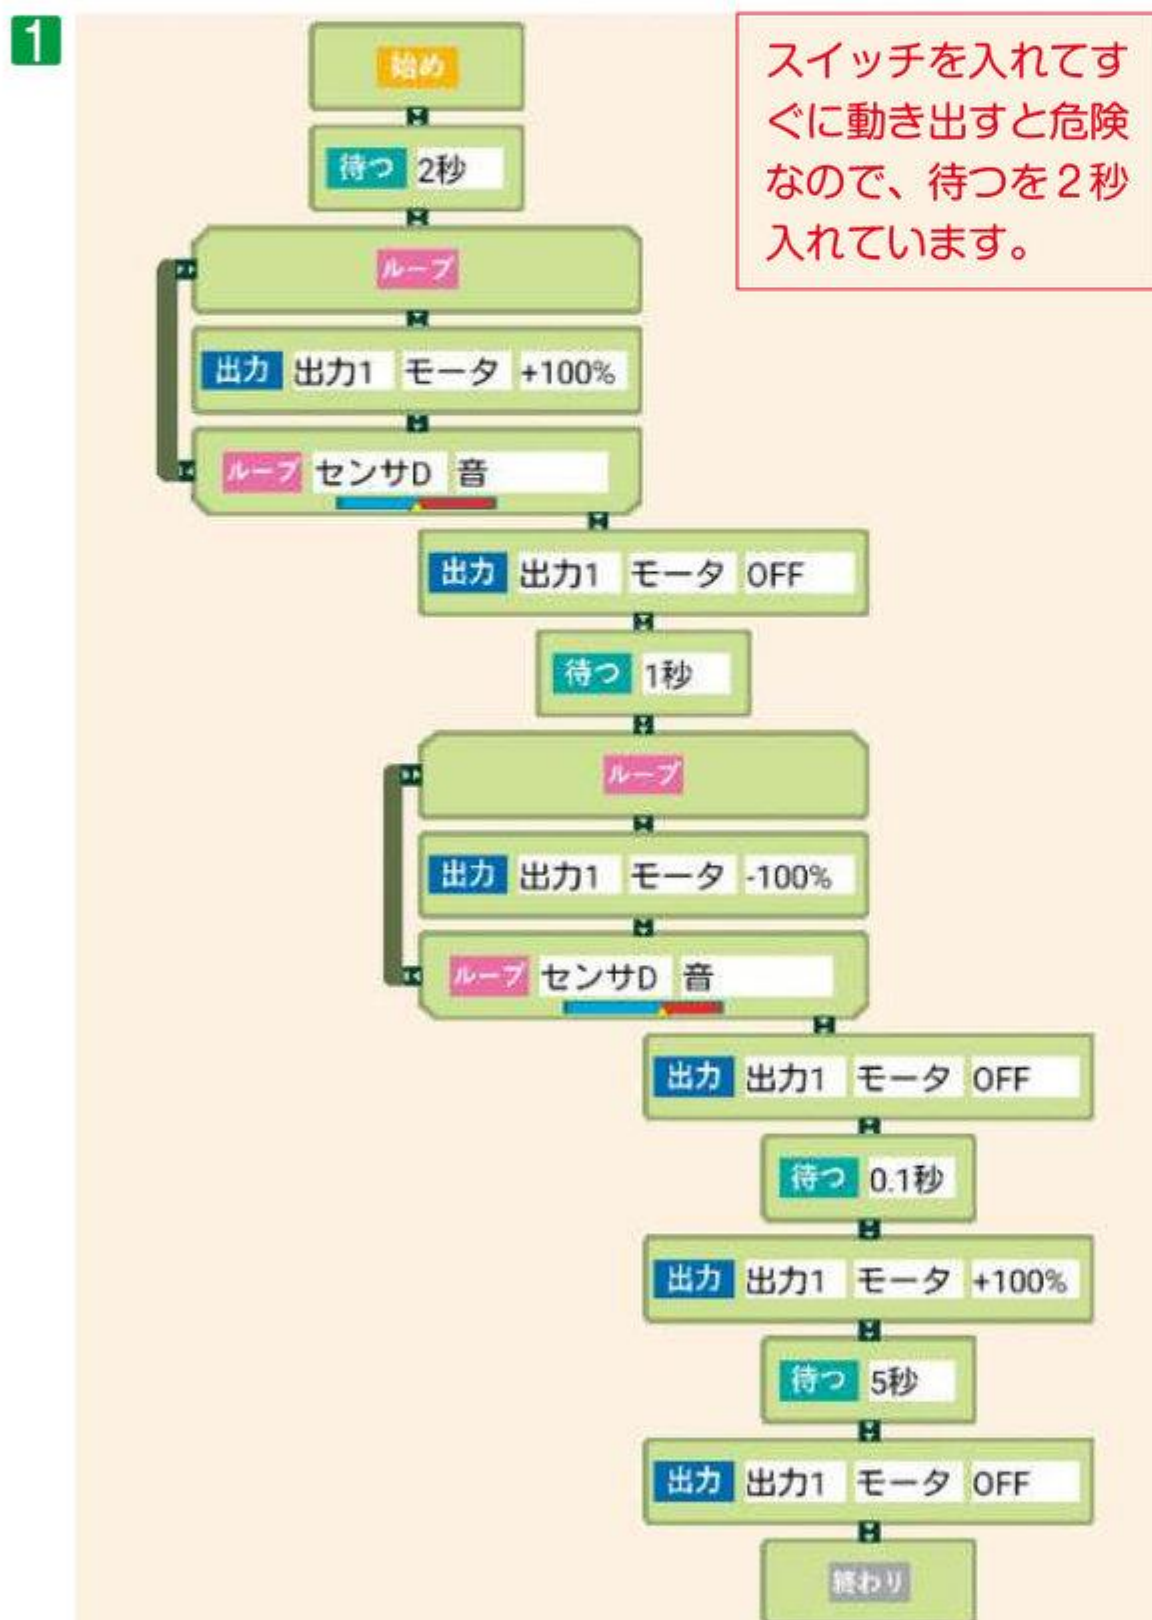 1
スイッチを入れてす
ぐに動き出すと危険
なので、待つを２秒
入れています。
始め
待つ 2秒
ループ
出力 出力1 モータ +100%
ループ センサD 音
出力 出力1 モータ OFF
待つ 1秒
ループ
出力 出力1 モータ -100%
ループ センサD 音
出力 出力1 モータ OFF
待つ 0.1秒
出力 出力1 モータ +100%
待つ 5秒
出力 出力1 モータ OFF
終わり